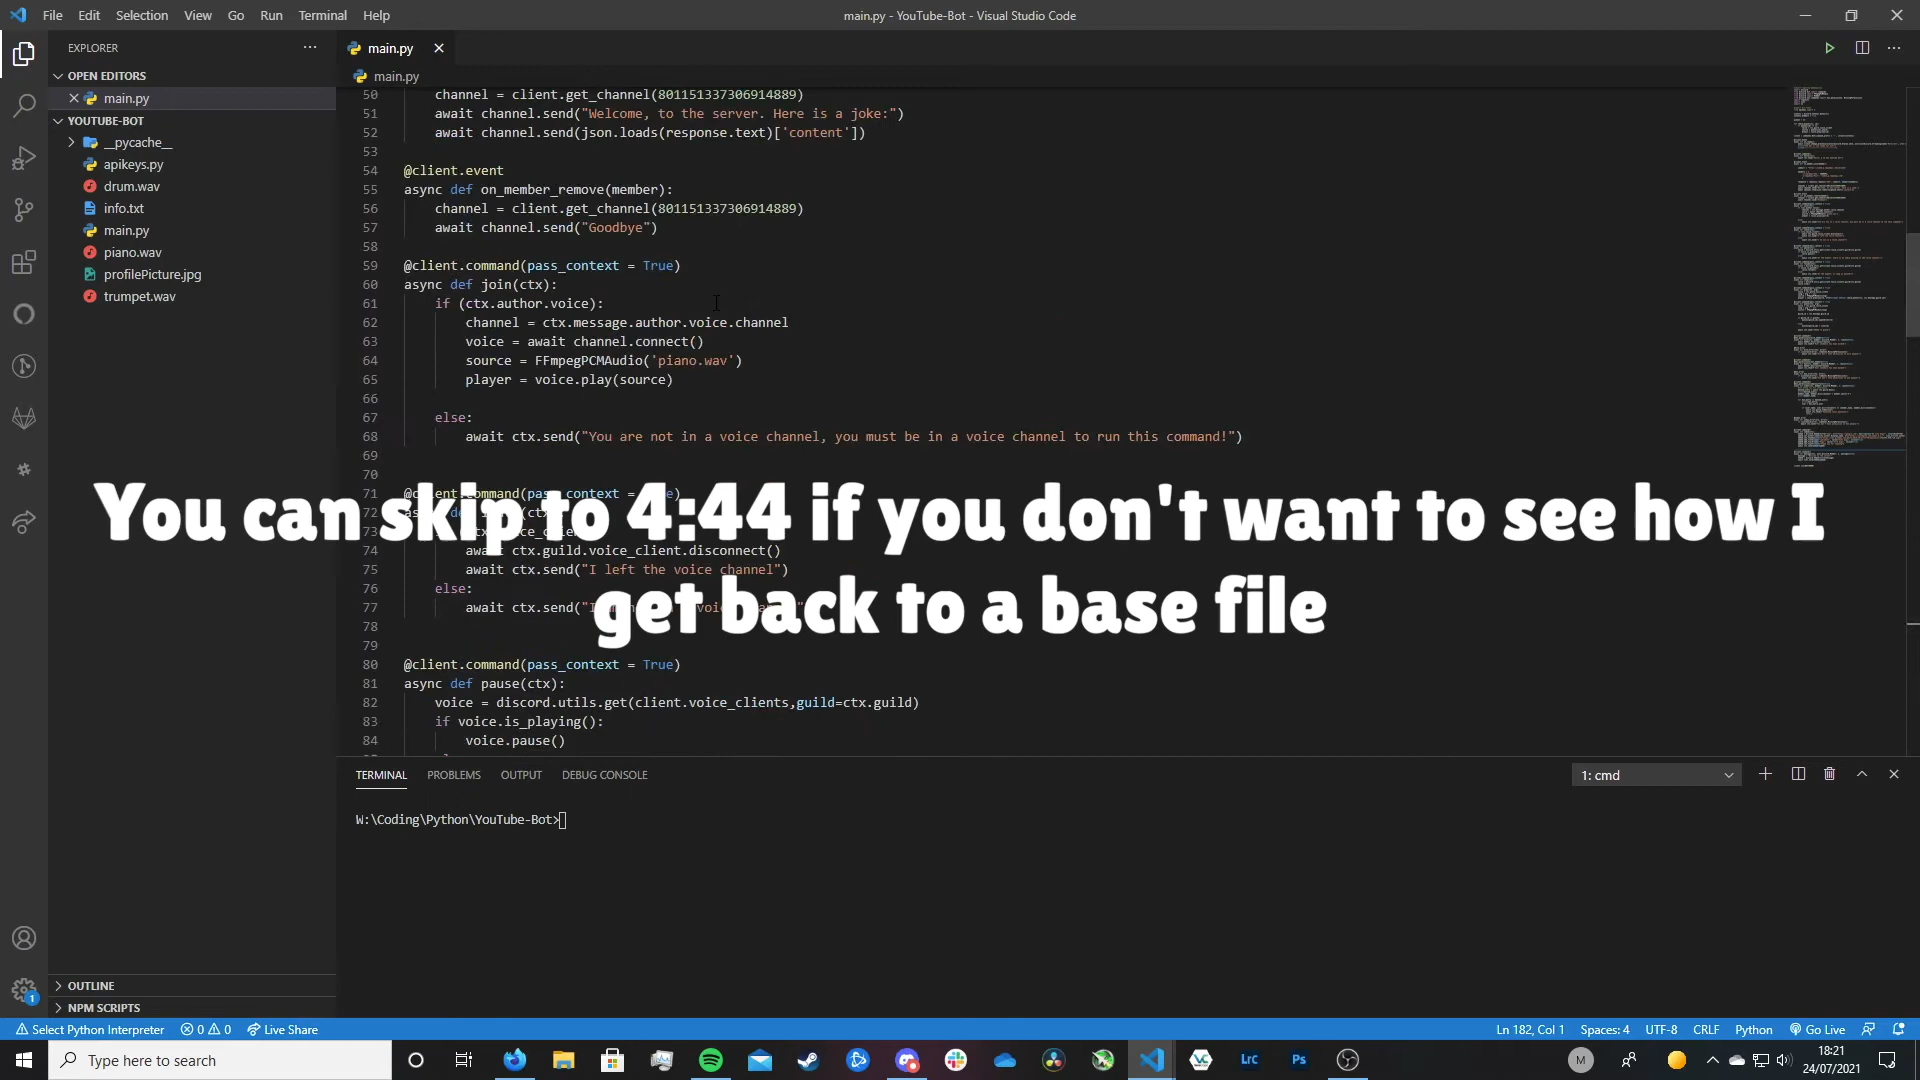 File Edit Selection View Go Run Terminal Help
main.py - YouTube-Bot - Visual Studio Code
EXPLORER
OPEN EDITORS
main.py
YOUTUBE-BOT
__pycache__
apikeys.py
drum.wav
info.txt
main.py
piano.wav
profilePicture.jpg
trumpet.wav
OUTLINE
NPM SCRIPTS
main.py
main.py
50 channel = client.get_channel(801151337306914889)
51 await channel.send("Welcome, to the server. Here is a joke:")
52 await channel.send(json.loads(response.text)['content'])
53
54 @client.event
55 async def on_member_remove(member):
56 channel = client.get_channel(801151337306914889)
57 await channel.send("Goodbye")
58
59 @client.command(pass_context = True)
60 async def join(ctx):
61 if (ctx.author.voice):
62 channel = ctx.message.author.voice.channel
63 voice = await channel.connect()
64 source = FFmpegPCMAudio('piano.wav')
65 player = voice.play(source)
66
67 else:
68 await ctx.send("You are not in a voice channel, you must be in a voice channel to run this command!")
69
70
71 @client.command(pass_context = True)
72
73
74 await ctx.guild.voice_client.disconnect()
75 await ctx.send("I left the voice channel")
76 else:
77 await ctx.send("I
78
79
80 @client.command(pass_context = True)
81 async def pause(ctx):
82 voice = discord.utils.get(client.voice_clients,guild=ctx.guild)
83 if voice.is_playing():
84 voice.pause()
You can skip to 4:44 if you don't want to see how I
get back to a base file
TERMINAL PROBLEMS OUTPUT DEBUG CONSOLE
1: cmd
W:\Coding\Python\YouTube-Bot>
1
Select Python Interpreter 0 0 Live Share
Ln 182, Col 1 Spaces: 4 UTF-8 CRLF Python Go Live
Type here to search
Lrc
Ps
M
18:21
24/07/2021